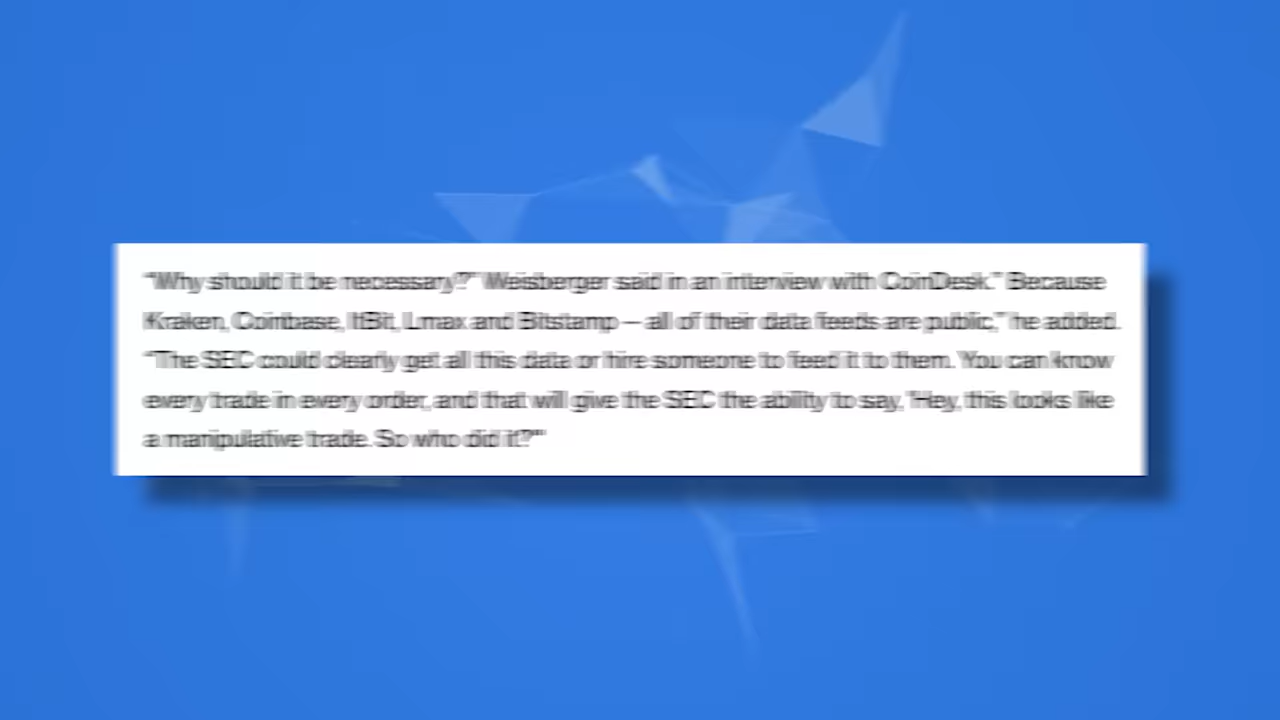 “Why should it be necessary?” Weisberger said in an interview with CoinDesk.” Because
Kraken, Coinbase, ItBit, Lmax and Bitstamp – all of their data feeds are public,” he added.
“The SEC could clearly get all this data or hire someone to feed it to them. You can know
every trade in every order, and that will give the SEC the ability to say, ‘Hey, this looks like
a manipulative trade. So who did it?’”